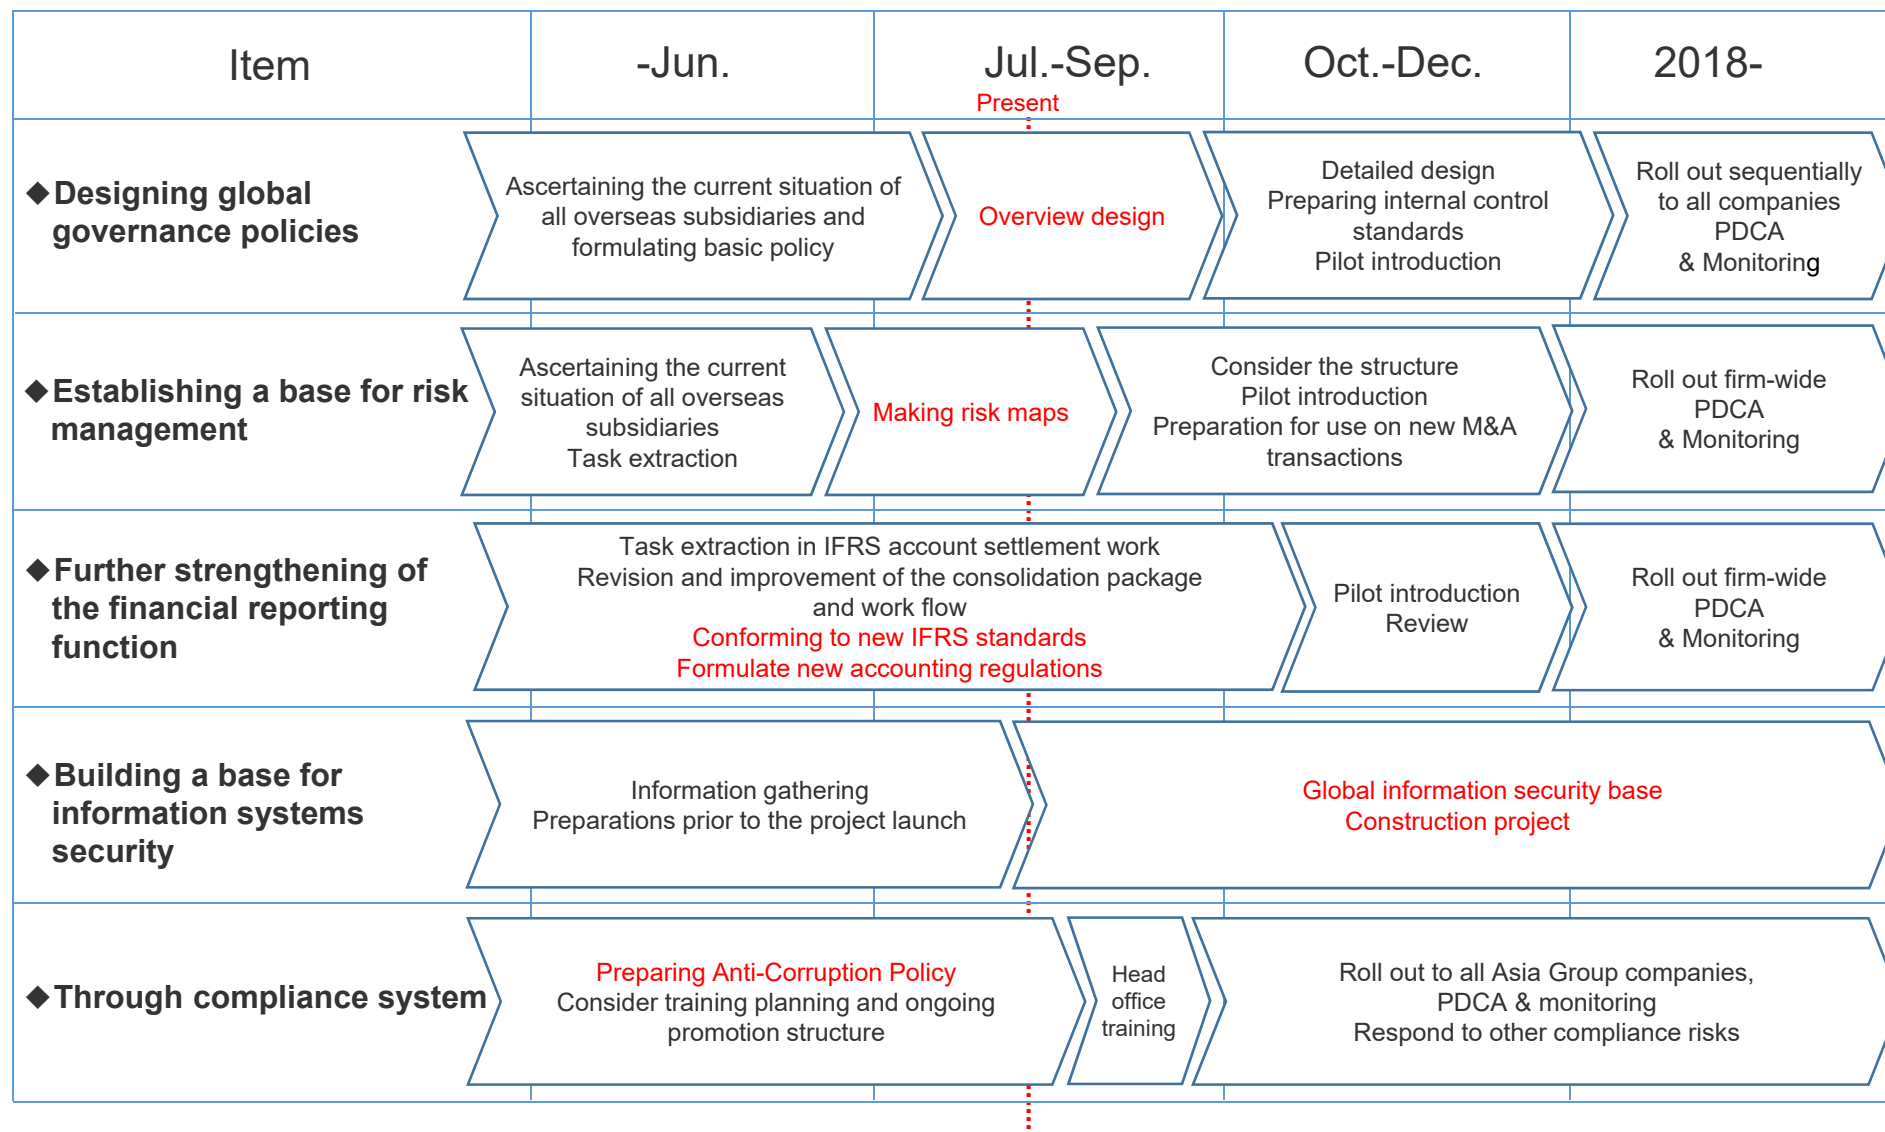 Item
-Jun.
Jul.-Sep.
Oct.-Dec.
2018-
Present
◆Designing global
governance policies
Ascertaining the current situation of
all overseas subsidiaries and
formulating basic policy
Overview design
Detailed design
Preparing internal control
standards
Pilot introduction
Roll out sequentially
to all companies
PDCA
& Monitoring
◆Establishing a base for risk
management
Ascertaining the current
situation of all overseas
subsidiaries
Task extraction
Making risk maps
Consider the structure
Pilot introduction
Preparation for use on new M&A
transactions
Roll out firm-wide
PDCA
& Monitoring
◆Further strengthening of
the financial reporting
function
Task extraction in IFRS account settlement work
Revision and improvement of the consolidation package
and work flow
Conforming to new IFRS standards
Formulate new accounting regulations
Pilot introduction
Review
Roll out firm-wide
PDCA
& Monitoring
◆Building a base for
information systems
security
Information gathering
Preparations prior to the project launch
Global information security base
Construction project
◆Through compliance system
Preparing Anti-Corruption Policy
Consider training planning and ongoing
promotion structure
Head
office
training
Roll out to all Asia Group companies,
PDCA & monitoring
Respond to other compliance risks